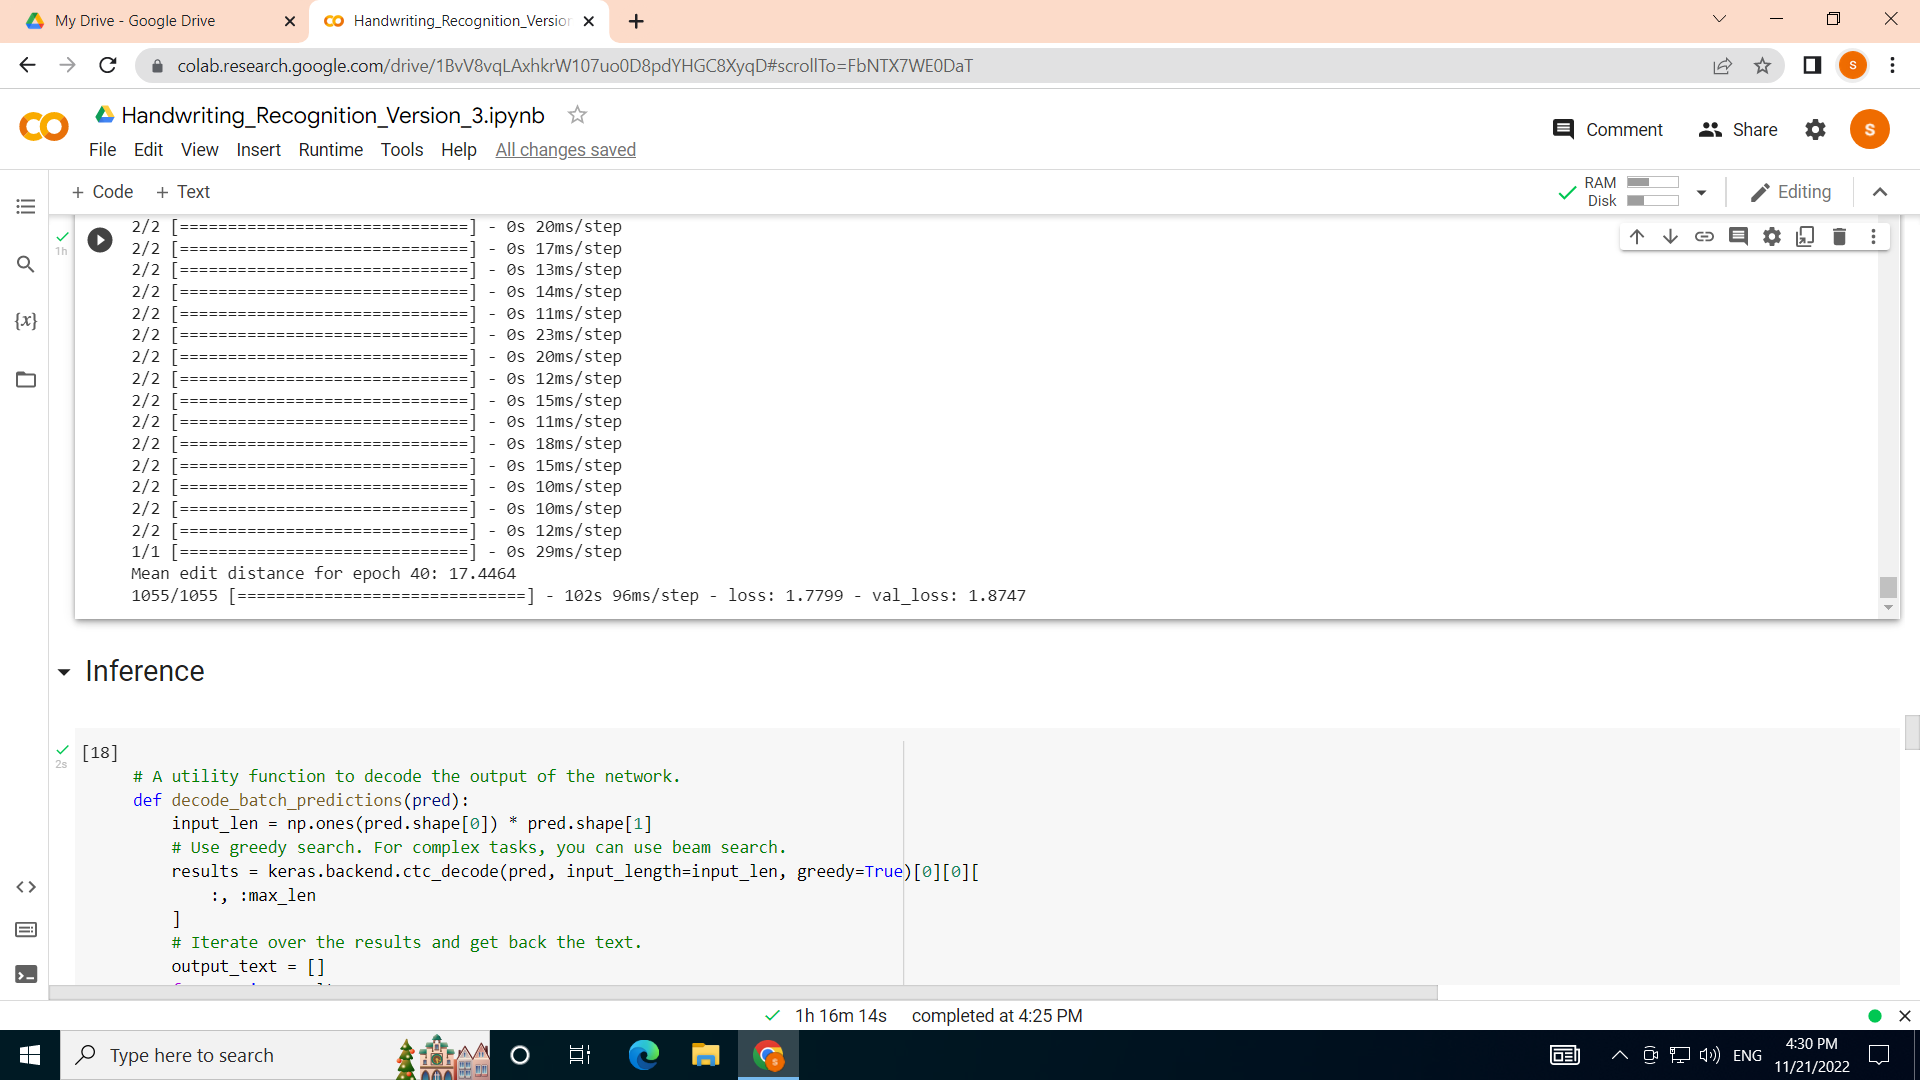 My Drive - Google Drive
Handwriting_Recognition_Version
colab.research.google.com/drive/1BvV8vqLAxhkrW107uo0D8pdYHGC8XyqD#scrollTo=FbNTX7WE0DaT
S
Handwriting_Recognition_Version_3.ipynb
Comment
Share
S
File Edit View Insert Runtime Tools Help All changes saved
+ Code + Text
RAM
Disk
Editing
1h
2/2 [==============================] - 0s 20ms/step
2/2 [==============================] - 0s 17ms/step
2/2 [==============================] - 0s 13ms/step
2/2 [==============================] - 0s 14ms/step
2/2 [==============================] - 0s 11ms/step
2/2 [==============================] - 0s 23ms/step
2/2 [==============================] - 0s 20ms/step
2/2 [==============================] - 0s 12ms/step
2/2 [==============================] - 0s 15ms/step
2/2 [==============================] - 0s 11ms/step
2/2 [==============================] - 0s 18ms/step
2/2 [==============================] - 0s 15ms/step
2/2 [==============================] - 0s 10ms/step
2/2 [==============================] - 0s 10ms/step
2/2 [==============================] - 0s 12ms/step
1/1 [==============================] - 0s 29ms/step
Mean edit distance for epoch 40: 17.4464
1055/1055 [==============================] - 102s 96ms/step - loss: 1.7799 - val_loss: 1.8747
{x}
Inference
[18]
2s
# A utility function to decode the output of the network.
def decode_batch_predictions(pred):
input_len = np.ones(pred.shape[0]) * pred.shape[1]
# Use greedy search. For complex tasks, you can use beam search.
results = keras.backend.ctc_decode(pred, input_length=input_len, greedy=True)[0][0][
:, :max_len
]
# Iterate over the results and get back the text.
output_text = []
1h 16m 14s completed at 4:25 PM
Type here to search
ENG
4:30 PM
11/21/2022